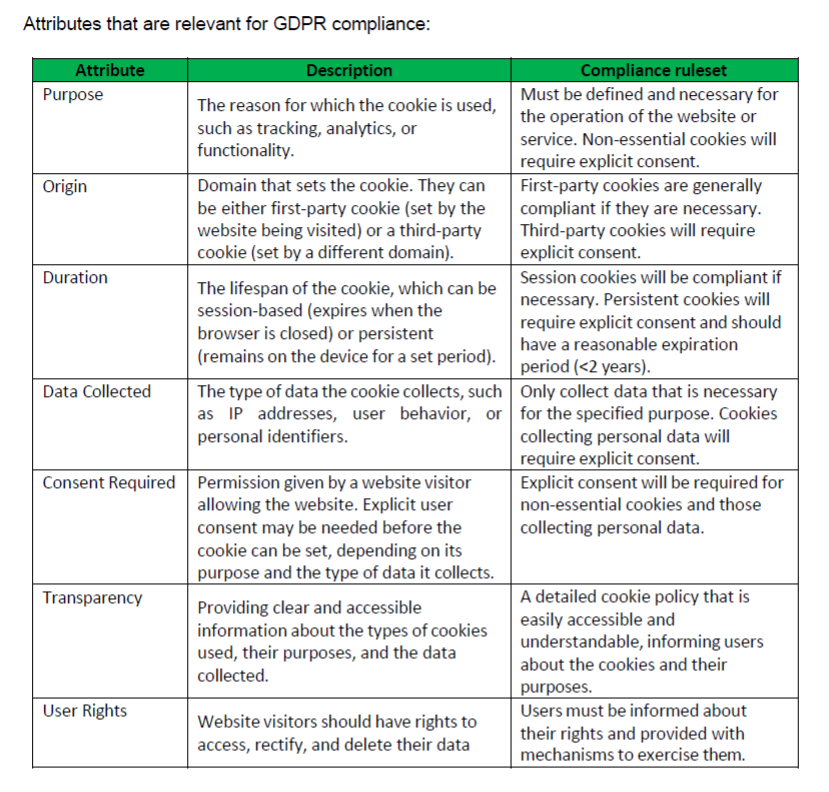 Attributes that are relevant for GDPR compliance:
Attribute
Description
Compliance ruleset
Purpose
The reason for which the cookie is used,
such as tracking, analytics, or
functionality.
Must be defined and necessary for
the operation of the website or
service. Non-essential cookies will
require explicit consent.
Origin
Domain that sets the cookie. They can
be either first-party cookie (set by the
website being visited) or a third-party
cookie (set by a different domain).
First-party cookies are generally
compliant if they are necessary.
Third-party cookies will require
explicit consent.
Duration
The lifespan of the cookie, which can be
session-based (expires when the
browser is closed) or persistent
(remains on the device for a set period).
Session cookies will be compliant if
necessary. Persistent cookies will
require explicit consent and should
have a reasonable expiration
period (<2 years).
Data Collected
The type of data the cookie collects, such
as IP addresses, user behavior, or
personal identifiers.
Only collect data that is necessary
for the specified purpose. Cookies
collecting personal data will
require explicit consent.
Consent Required
Permission given by a website visitor
allowing the website. Explicit user
consent may be needed before the
cookie can be set, depending on its
purpose and the type of data it collects.
Explicit consent will be required for
non-essential cookies and those
collecting personal data.
Transparency
Providing clear and accessible
information about the types of cookies
used, their purposes, and the data
collected.
A detailed cookie policy that is
easily accessible and
understandable, informing users
about the cookies and their
purposes.
User Rights
Website visitors should have rights to
access, rectify, and delete their data
Users must be informed about
their rights and provided with
mechanisms to exercise them.